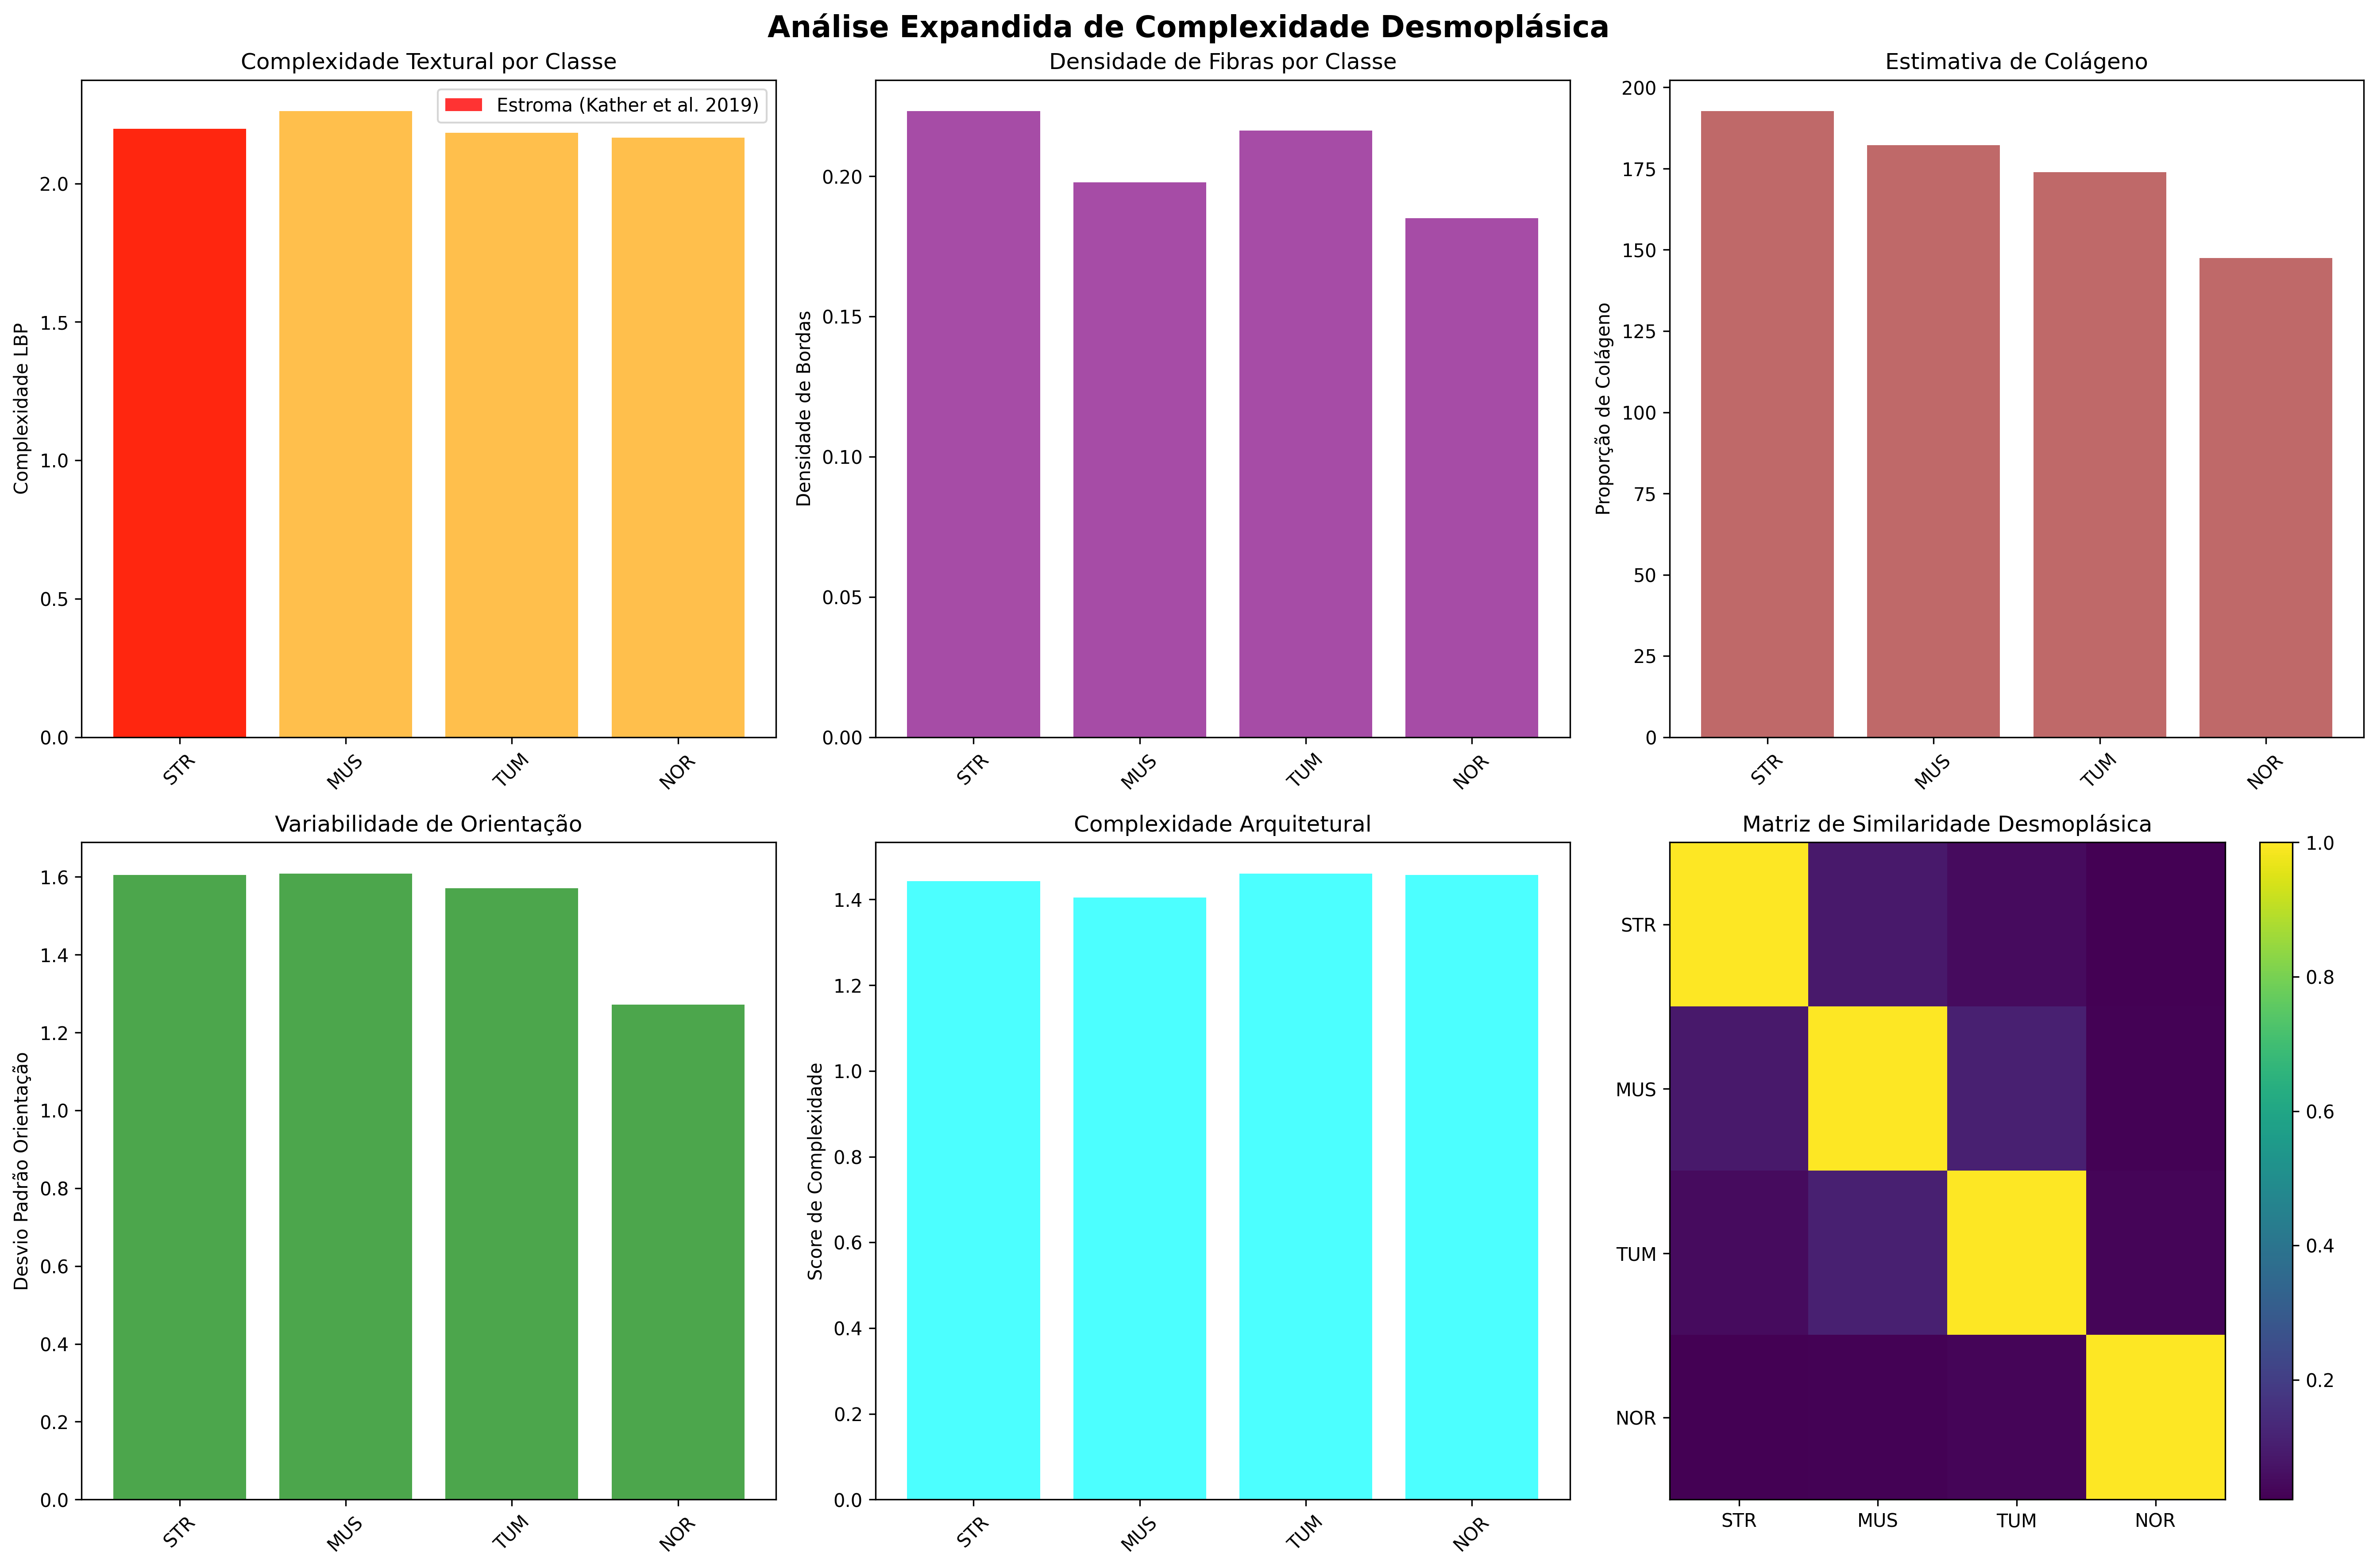 Análise Expandida de Complexidade Desmoplásica
Complexidade Textural por Classe
Estroma (Kather et al. 2019)
Complexidade LBP
2.0
1.5
1.0
0.5
0.0
STR
MUS
TUM
NOR
Densidade de Fibras por Classe
Densidade de Bordas
0.20
0.15
0.10
0.05
0.00
STR
MUS
TUM
NOR
Estimativa de Colágeno
Proporção de Colágeno
200
175
150
125
100
75
50
25
0
STR
MUS
TUM
NOR
Variabilidade de Orientação
Desvio Padrão Orientação
1.6
1.4
1.2
1.0
0.8
0.6
0.4
0.2
0.0
STR
MUS
TUM
NOR
Complexidade Arquitetural
Score de Complexidade
1.4
1.2
1.0
0.8
0.6
0.4
0.2
0.0
STR
MUS
TUM
NOR
Matriz de Similaridade Desmoplásica
STR
MUS
TUM
NOR
STR
MUS
TUM
NOR
1.0
0.8
0.6
0.4
0.2